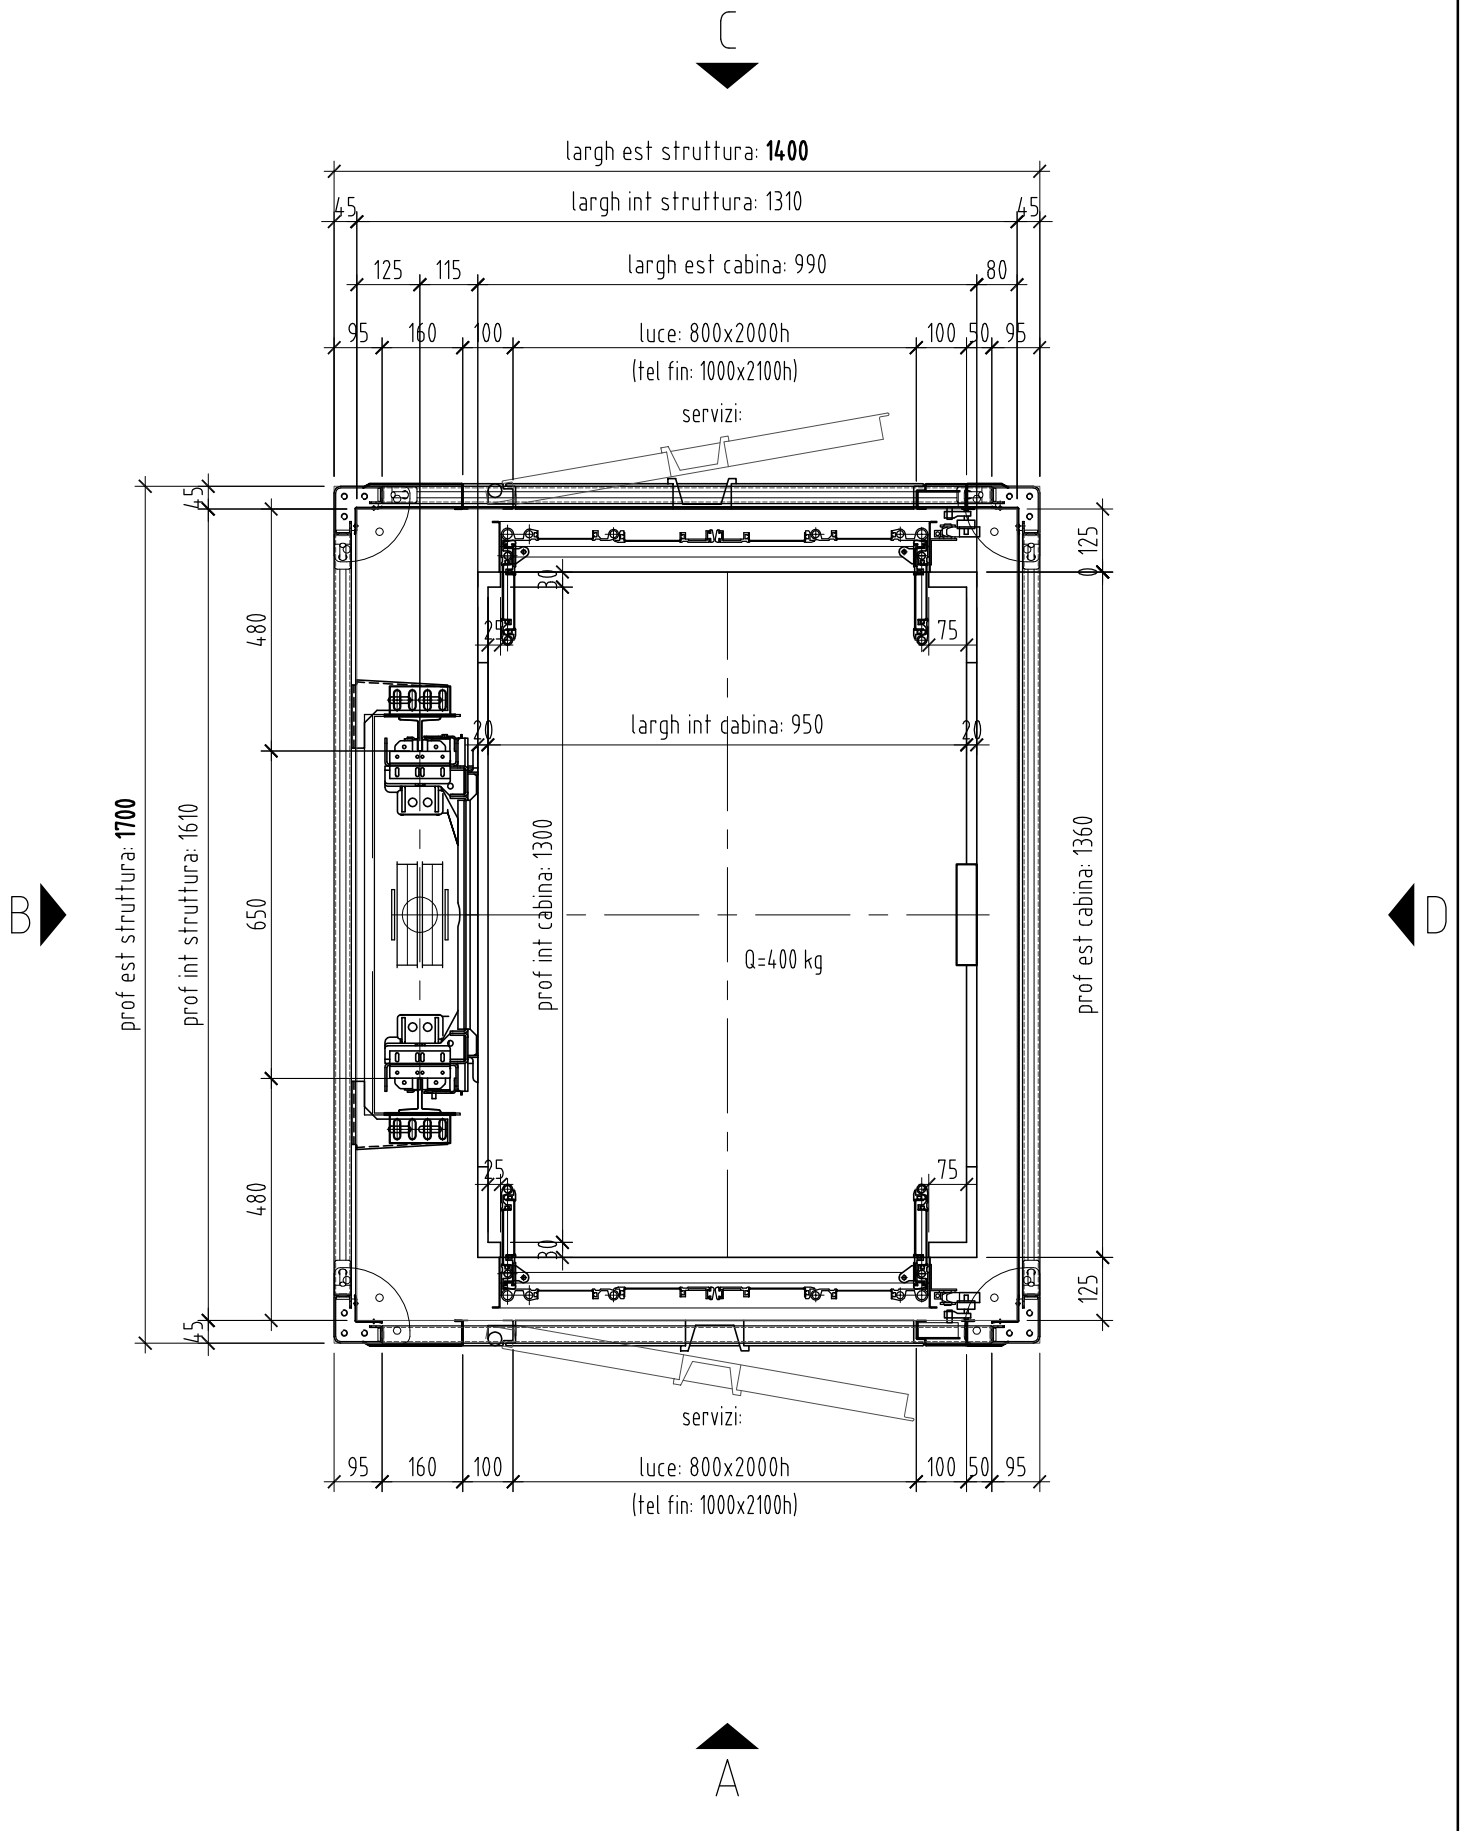 C
largh est struttura: 1400
45
largh int struttura: 1310
45
125
115
largh est cabina: 990
80
95
160
100
luce: 800x2000h
100
50
95
(tel fin: 1000x2100h)
servizi:
45
125
0
30
480
25
75
20
largh int cabina: 950
20
prof est struttura: 1700
prof int struttura: 1610
650
prof int cabina: 1300
prof est cabina: 1360
B
D
Q=400 kg
25
75
480
30
125
45
servizi:
95
160
100
luce: 800x2000h
100
50
95
(tel fin: 1000x2100h)
A